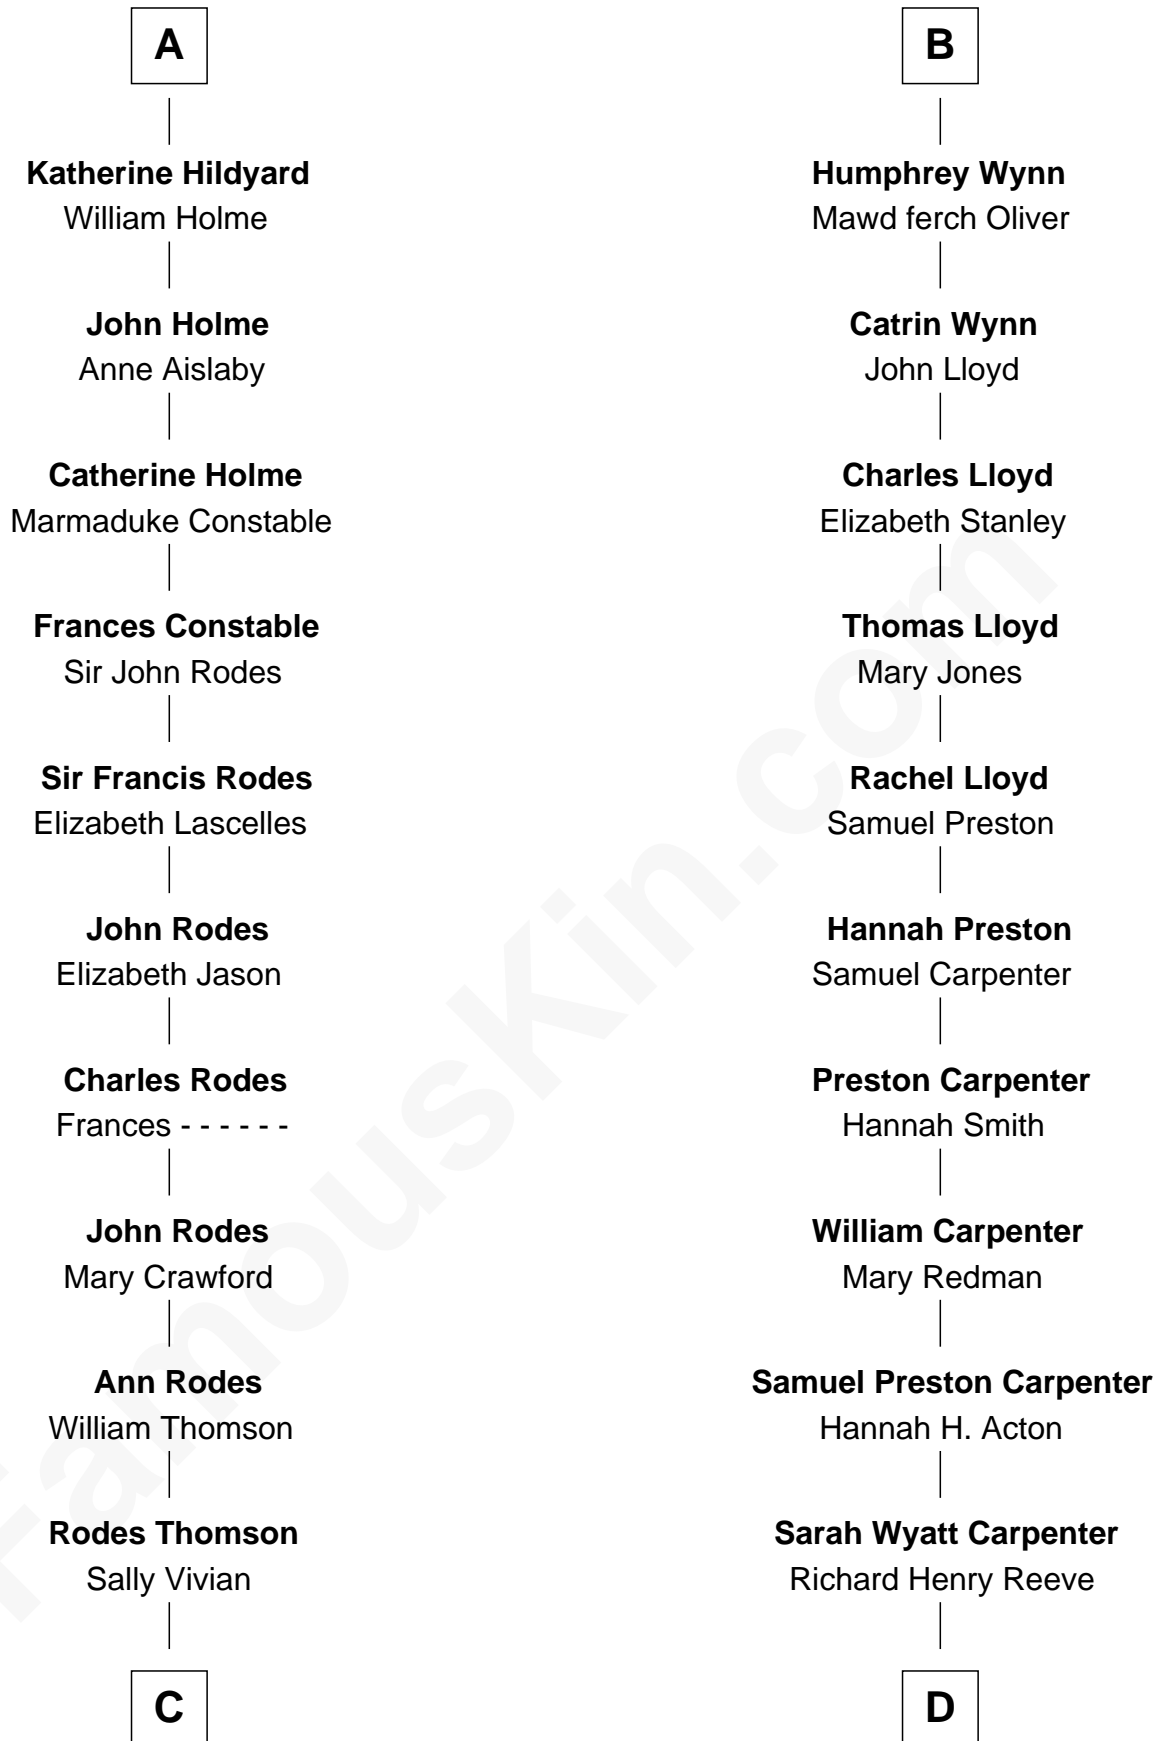 A
Katherine Hildyard
William Holme
John Holme
Anne Aislaby
Catherine Holme
Marmaduke Constable
Frances Constable
Sir John Rodes
Sir Francis Rodes
Elizabeth Lascelles
John Rodes
Elizabeth Jason
Charles Rodes
Frances - - - - - -
John Rodes
Mary Crawford
Ann Rodes
William Thomson
Rodes Thomson
Sally Vivian
C
B
Humphrey Wynn
Mawd ferch Oliver
Catrin Wynn
John Lloyd
Charles Lloyd
Elizabeth Stanley
Thomas Lloyd
Mary Jones
Rachel Lloyd
Samuel Preston
Hannah Preston
Samuel Carpenter
Preston Carpenter
Hannah Smith
William Carpenter
Mary Redman
Samuel Preston Carpenter
Hannah H. Acton
Sarah Wyatt Carpenter
Richard Henry Reeve
D
FamousKin.com